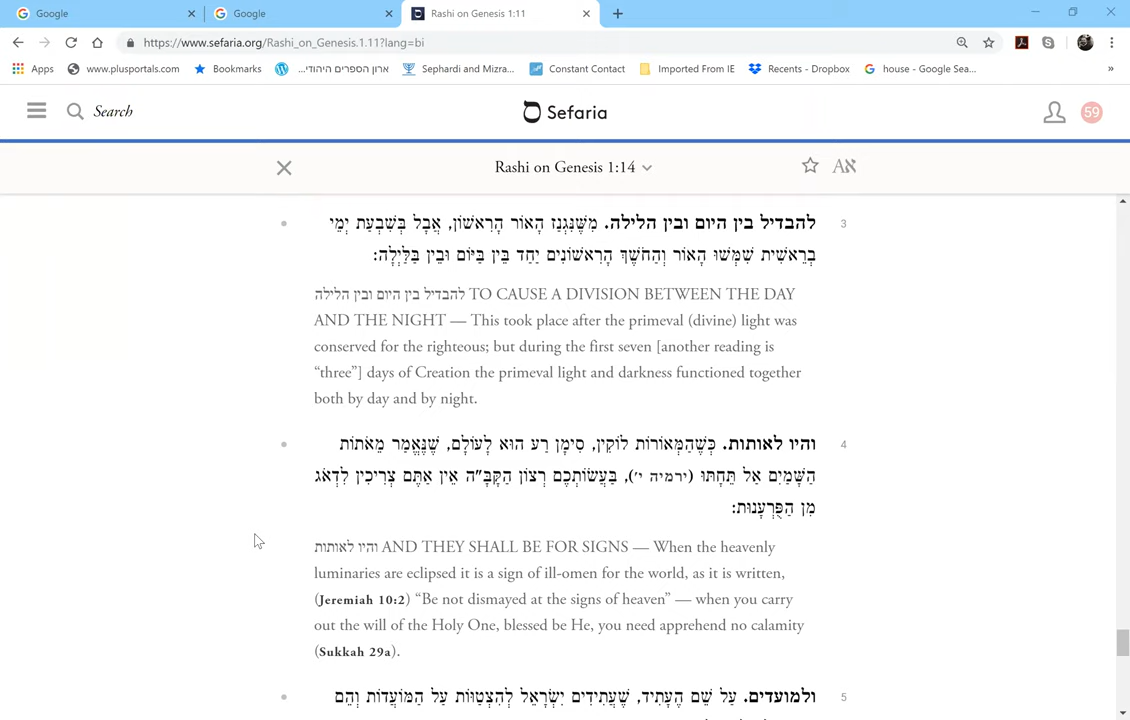 Google
Google
Rashi on Genesis 1:11
https://www.sefaria.org/Rashi_on_Genesis.1.11?lang=bi
Apps www.plusportals.com Bookmarks ארון הספרים היהודי... Sephardi and Mizra... Constant Contact Imported From IE Recents - Dropbox house - Google Sea... »
Search
Sefaria
59
Rashi on Genesis 1:14
Aא
3
להבדיל בין היום ובין הלילה. מִשֶּׁנִּגְנַז הָאוֹר הָרִאשׁוֹן, אֲבָל בְּשִׁבְעַת יְמֵי
בְרֵאשִׁית שִׁמְּשׁוּ הָאוֹר וְהַחֹשֶׁךְ הָרִאשׁוֹנִים יַחַד בֵּין בַּיּוֹם וּבֵין בַּלַּיְלָה:
להבדיל בין היום ובין הלילה TO CAUSE A DIVISION BETWEEN THE DAY
AND THE NIGHT — This took place after the primeval (divine) light was
conserved for the righteous; but during the first seven [another reading is
“three”] days of Creation the primeval light and darkness functioned together
both by day and by night.
4
והיו לאותות. כְּשֶׁהַמְּאוֹרוֹת לוֹקִין, סִימָן רַע הוּא לָעוֹלָם, שֶׁנֶּאֱמַר מֵאֹתוֹת
הַשָּׁמַיִם אַל תֵּחָתּוּ (ירמיה י׳), בַּעֲשׂוֹתְכֶם רְצוֹן הַקָּבָּ"ה אֵין אַתֶּם צְרִיכִין לִדְאֹג
מִן הַפֻּרְעָנוּת:
והיו לאותות AND THEY SHALL BE FOR SIGNS — When the heavenly
luminaries are eclipsed it is a sign of ill-omen for the world, as it is written,
(Jeremiah 10:2) “Be not dismayed at the signs of heaven” — when you carry
out the will of the Holy One, blessed be He, you need apprehend no calamity
(Sukkah 29a).
5
ולמועדים. עַל שֵׁם הֶעָתִיד, שֶׁעֲתִידִים יִשְׂרָאֵל לְהִצְטַוּוֹת עַל הַמּוֹעֲדוֹת וְהֵם